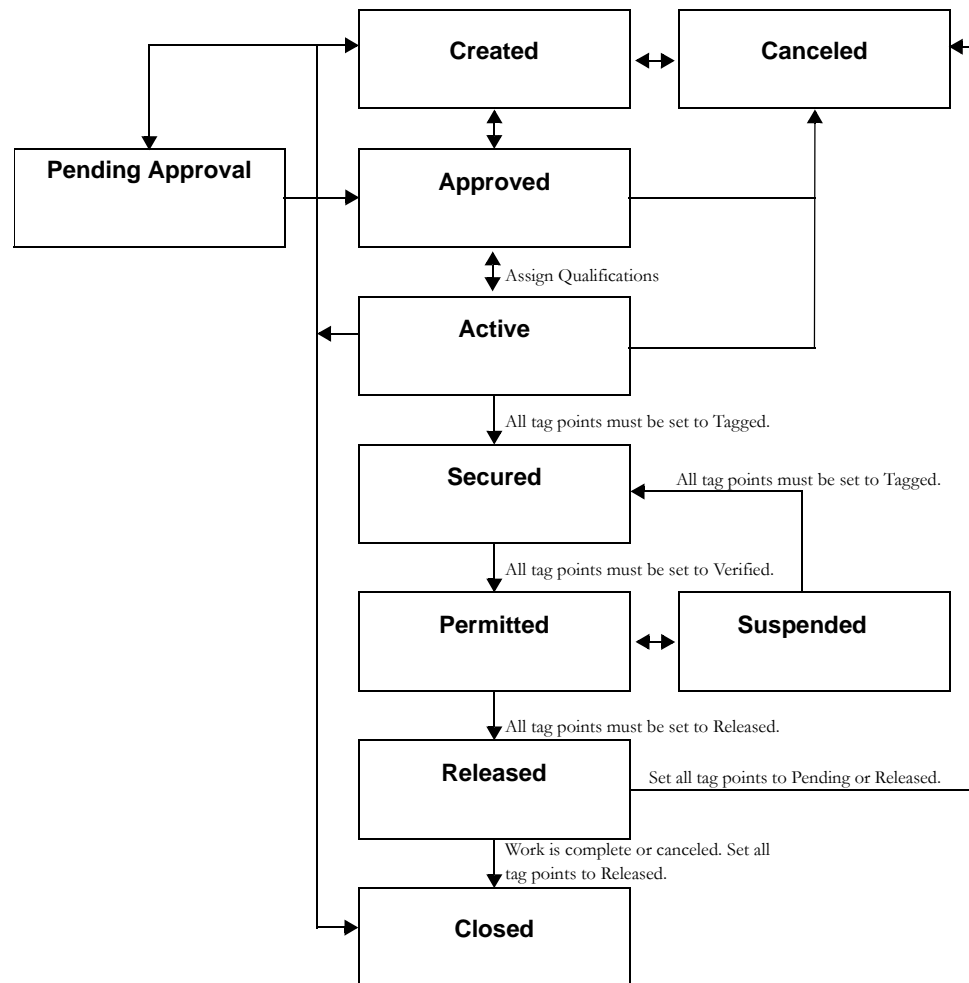 Created
Canceled
Pending Approval
Approved
Assign Qualifications
Active
All tag points must be set to Tagged.
Secured
All tag points must be set to Tagged.
All tag points must be set to Verified.
Permitted
Suspended
All tag points must be set to Released.
Released
Set all tag points to Pending or Released.
Work is complete or canceled. Set all
tag points to Released.
Closed